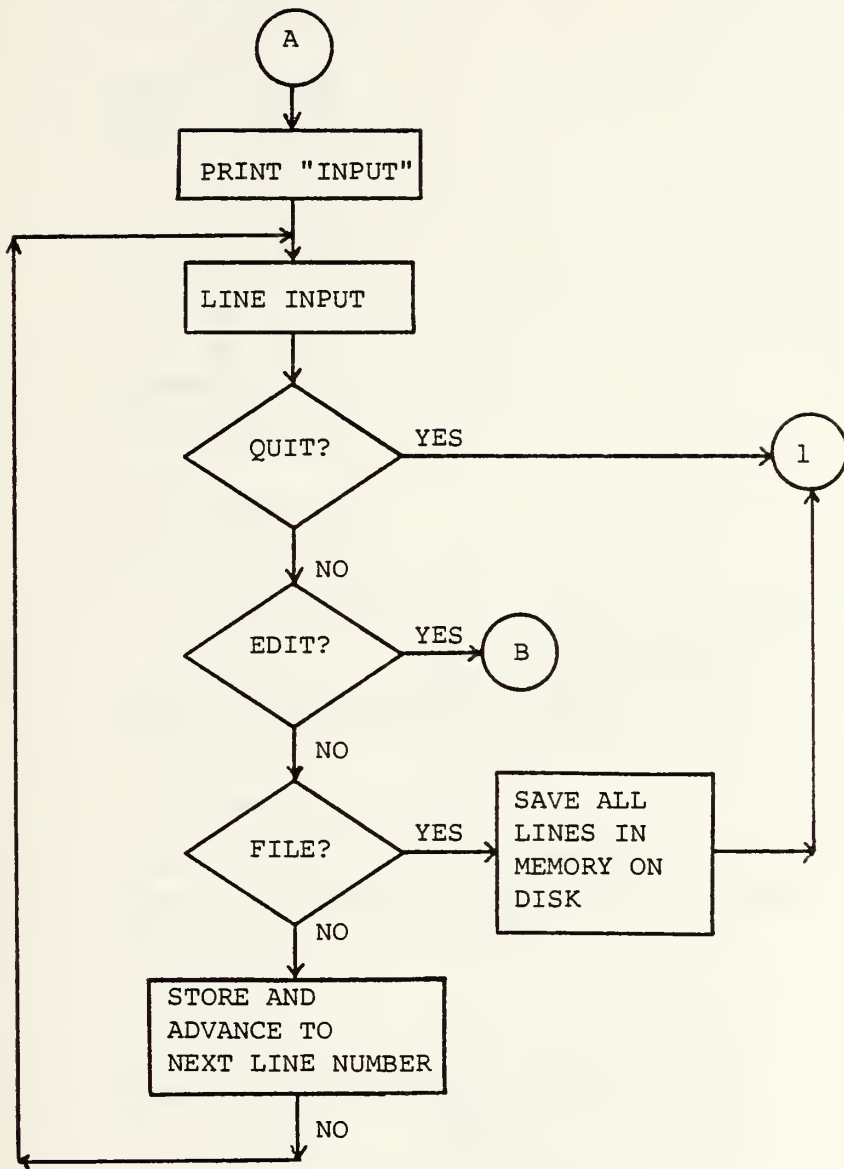 A
PRINT "INPUT"
LINE INPUT
QUIT?
YES
1
NO
EDIT?
YES
B
NO
FILE?
YES
SAVE ALL
LINES IN
MEMORY ON
DISK
NO
STORE AND
ADVANCE TO
NEXT LINE NUMBER
NO